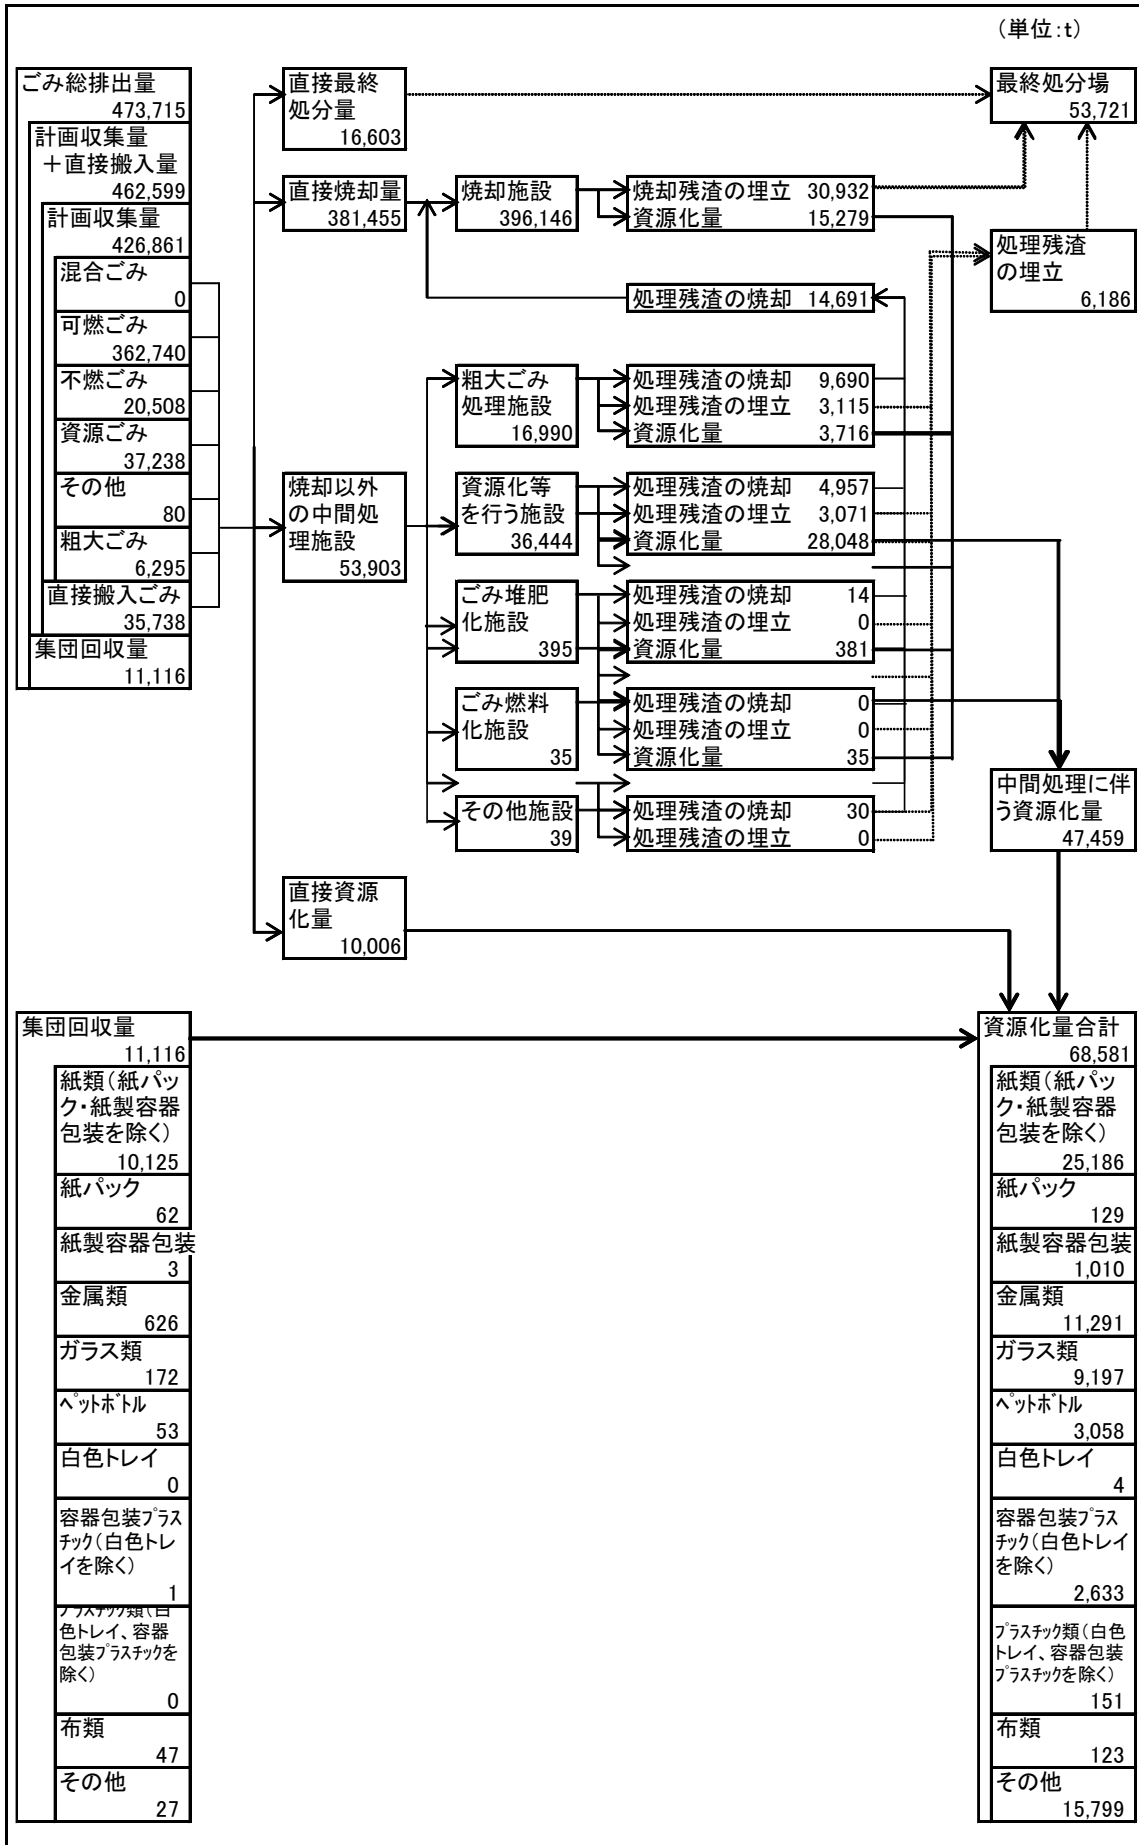 (単位:t)
ごみ総排出量
473,715
計画収集量
+直接搬入量
462,599
計画収集量
426,861
混合ごみ
0
可燃ごみ
362,740
不燃ごみ
20,508
資源ごみ
37,238
その他
80
粗大ごみ
6,295
直接搬入ごみ
35,738
集団回収量
11,116
直接最終
処分量
16,603
直接焼却量
381,455
焼却以外
の中間処
理施設
53,903
直接資源
化量
10,006
焼却施設
396,146
焼却残渣の埋立 30,932
資源化量 15,279
処理残渣の焼却 14,691
粗大ごみ
処理施設
16,990
処理残渣の焼却 9,690
処理残渣の埋立 3,115
資源化量 3,716
資源化等
を行う施設
36,444
処理残渣の焼却 4,957
処理残渣の埋立 3,071
資源化量 28,048
ごみ堆肥
化施設
395
処理残渣の焼却 14
処理残渣の埋立 0
資源化量 381
ごみ燃料
化施設
35
処理残渣の焼却 0
処理残渣の埋立 0
資源化量 35
その他施設
39
処理残渣の焼却 30
処理残渣の埋立 0
最終処分場
53,721
処理残渣
の埋立
6,186
中間処理に伴
う資源化量
47,459
集団回収量
11,116
紙類(紙パッ
ク・紙製容器
包装を除く)
10,125
紙パック
62
紙製容器包装
3
金属類
626
ガラス類
172
ペットボトル
53
白色トレイ
0
容器包装プラス
チック(白色トレ
イを除く)
1
プラスチック類(白
色トレイ、容器
包装プラスチックを
除く)
0
布類
47
その他
27
資源化量合計
68,581
紙類(紙パッ
ク・紙製容器
包装を除く)
25,186
紙パック
129
紙製容器包装
1,010
金属類
11,291
ガラス類
9,197
ペットボトル
3,058
白色トレイ
4
容器包装プラス
チック(白色トレイ
を除く)
2,633
プラスチック類(白色
トレイ、容器包装
プラスチックを除く)
151
布類
123
その他
15,799